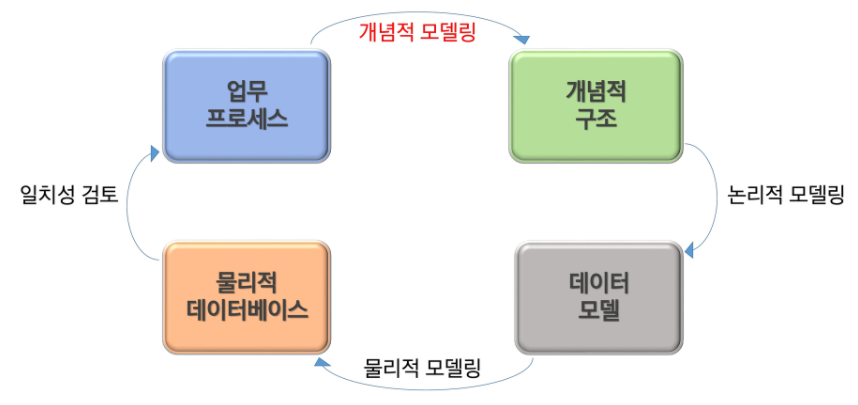 개념적 모델링
업무
프로세스
개념적
구조
일치성 검토
논리적 모델링
물리적
데이터베이스
데이터
모델
물리적 모델링